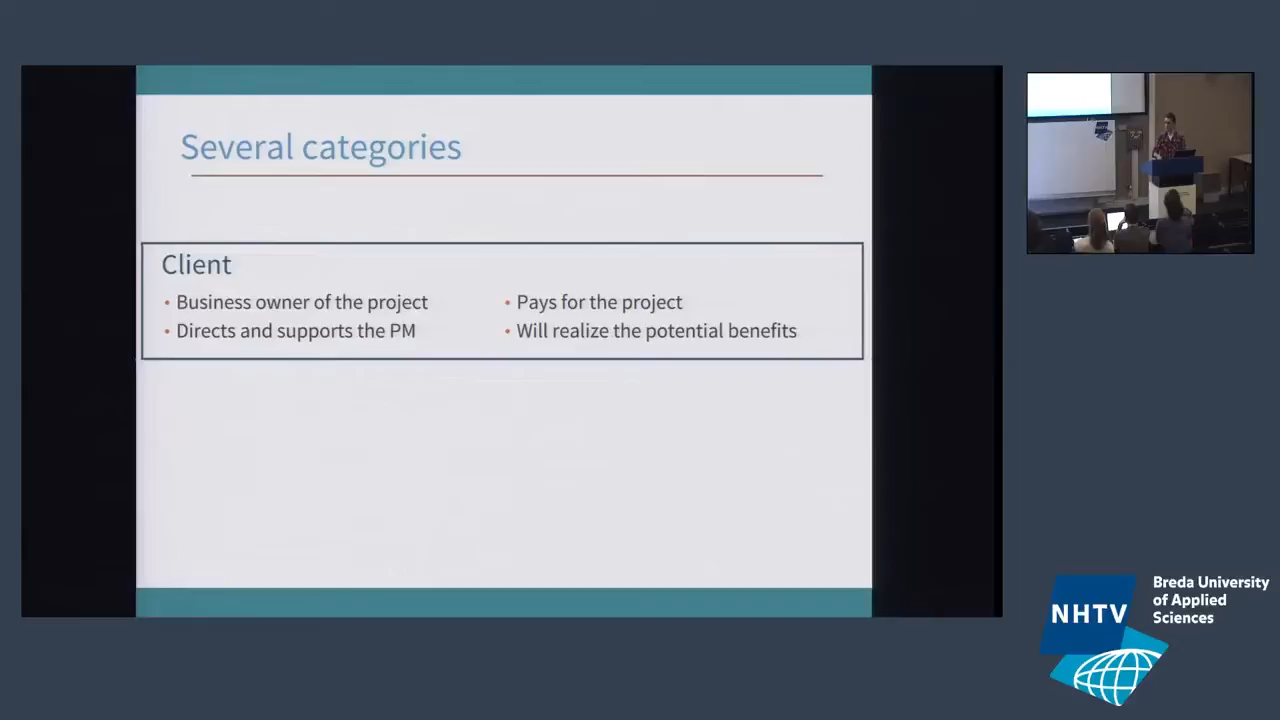 Several categories
Client
• Business owner of the project
• Directs and supports the PM
• Pays for the project
• Will realize the potential benefits
NHTV
Breda University
of Applied
Sciences